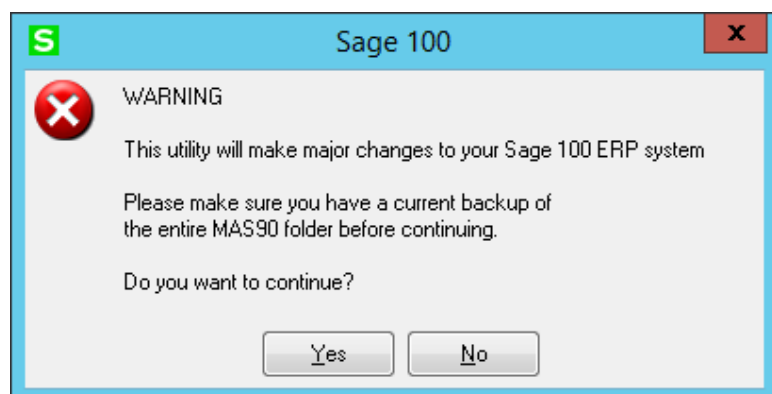 S
Sage 100
x
WARNING
This utility will make major changes to your Sage 100 ERP system
Please make sure you have a current backup of
the entire MAS90 folder before continuing.
Do you want to continue?
Yes
No